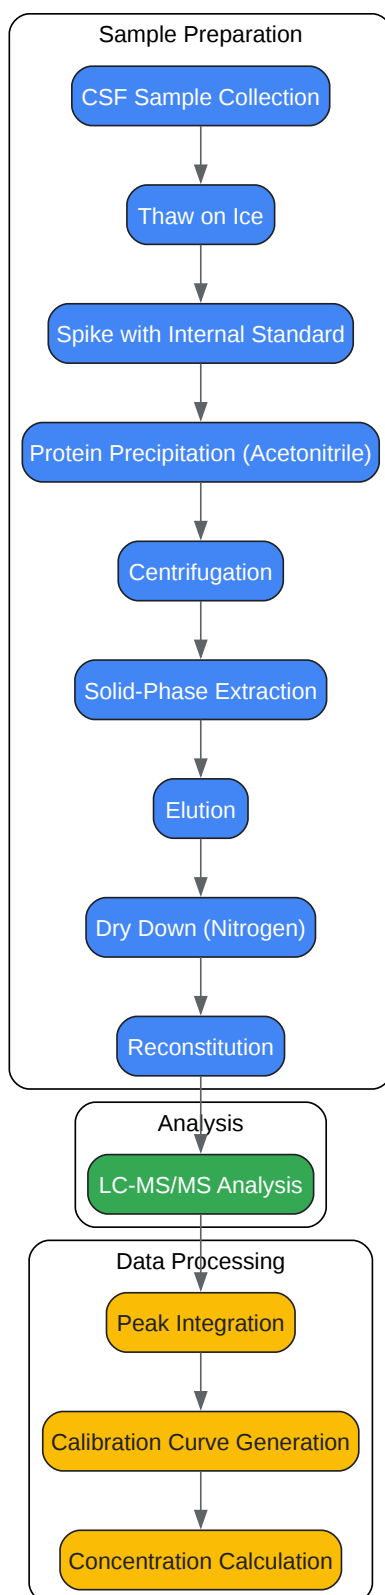 Sample Preparation
CSF Sample Collection
Thaw on Ice
Spike with Internal Standard
Protein Precipitation (Acetonitrile)
Centrifugation
Solid-Phase Extraction
Elution
Dry Down (Nitrogen)
Reconstitution
Analysis
LC-MS/MS Analysis
Data Processing
Peak Integration
Calibration Curve Generation
Concentration Calculation